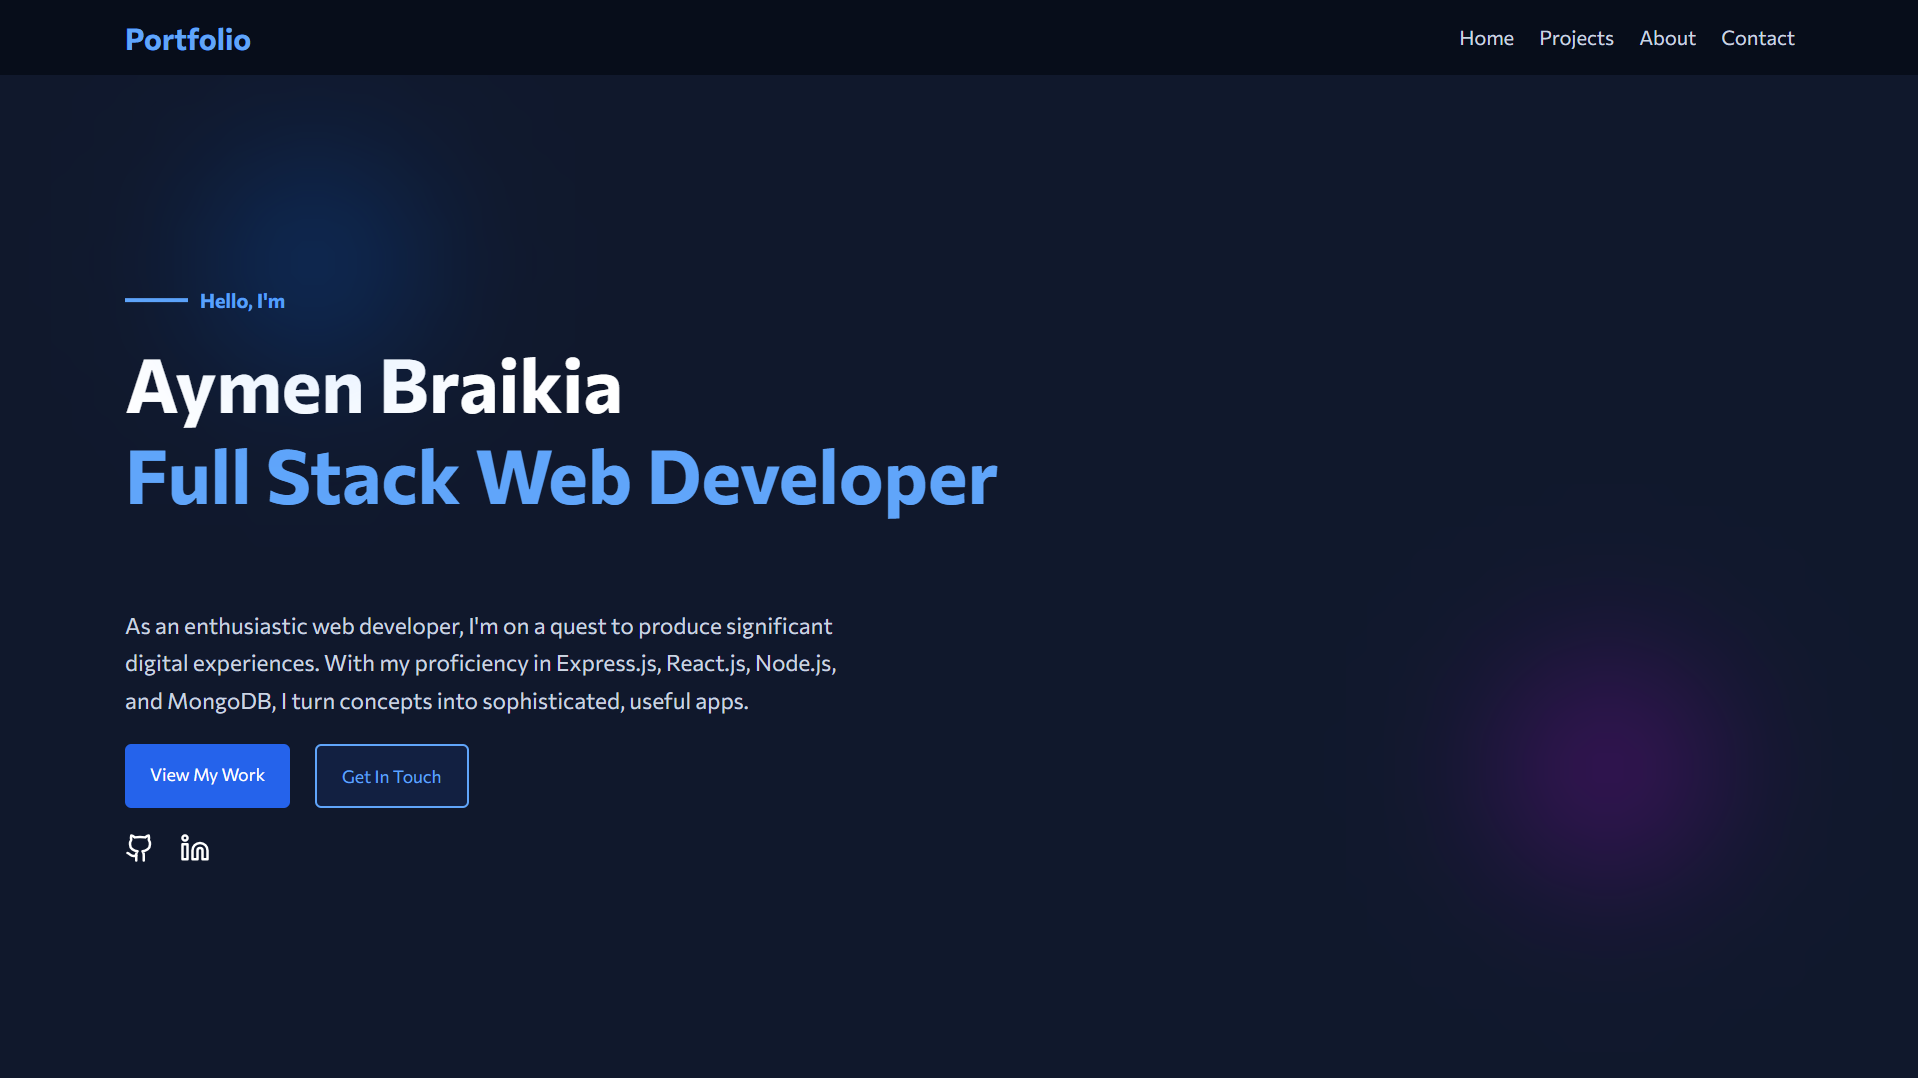 Portfolio
Home Projects About Contact
Hello, I'm
Aymen Braikia
Full Stack Web Developer
As an enthusiastic web developer, I'm on a quest to produce significant
digital experiences. With my proficiency in Express.js, React.js, Node.js,
and MongoDB, I turn concepts into sophisticated, useful apps.
View My Work
Get In Touch